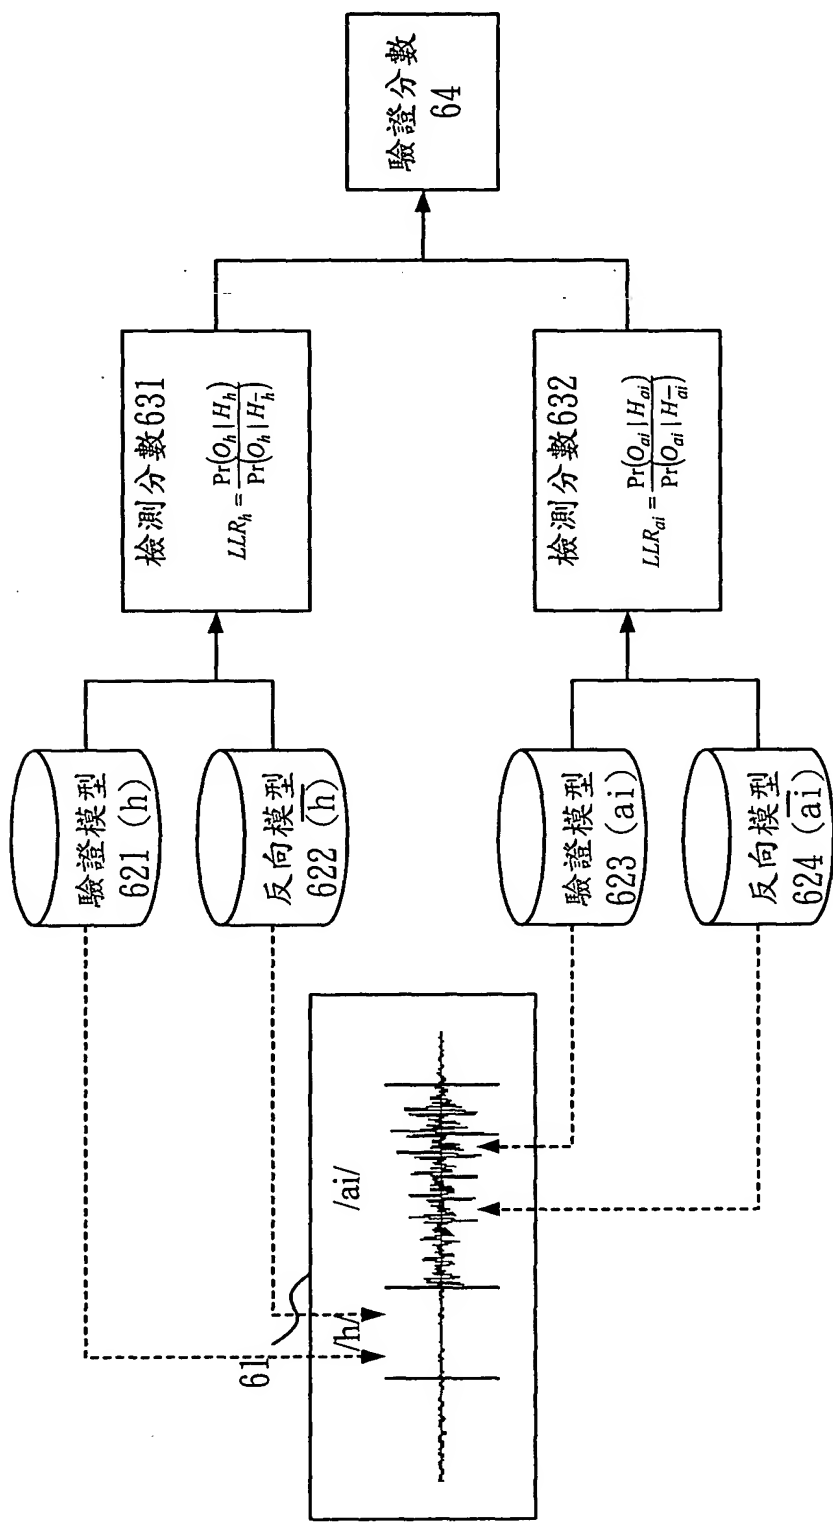 61
/h/
/ai/
驗證模型
621 (h)
反向模型
622 (h̅)
驗證模型
623 (ai)
反向模型
624 (a̅i̅)
檢測分數631
LLR_h = Pr(O_h | H_h) / Pr(O_h | H_h̅)
檢測分數632
LLR_ai = Pr(O_ai | H_ai) / Pr(O_ai | H_a̅i̅)
驗證分數
64